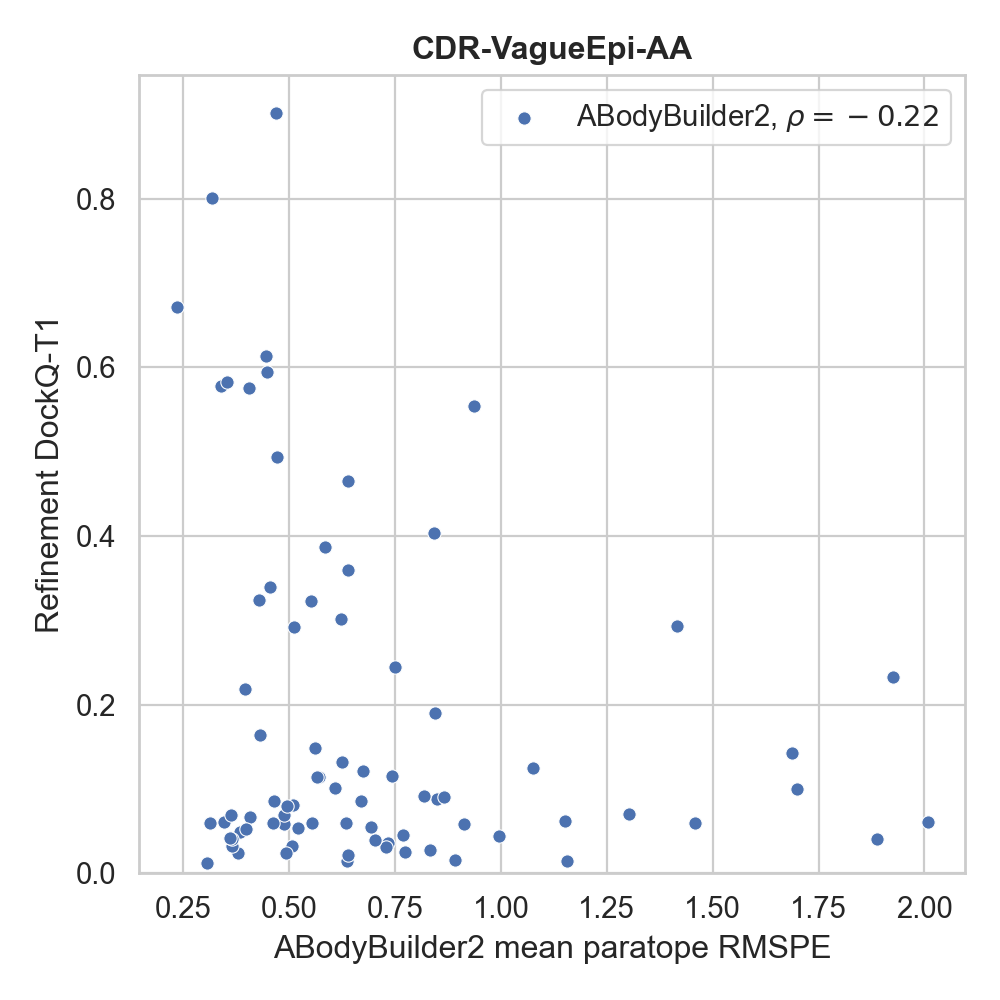 CDR-VagueEpi-AA
ABodyBuilder2, ρ = − 0.22
Refinement DockQ-T1
0.8
0.6
0.4
0.2
0.0
0.25 0.50 0.75 1.00 1.25 1.50 1.75 2.00
ABodyBuilder2 mean paratope RMSPE